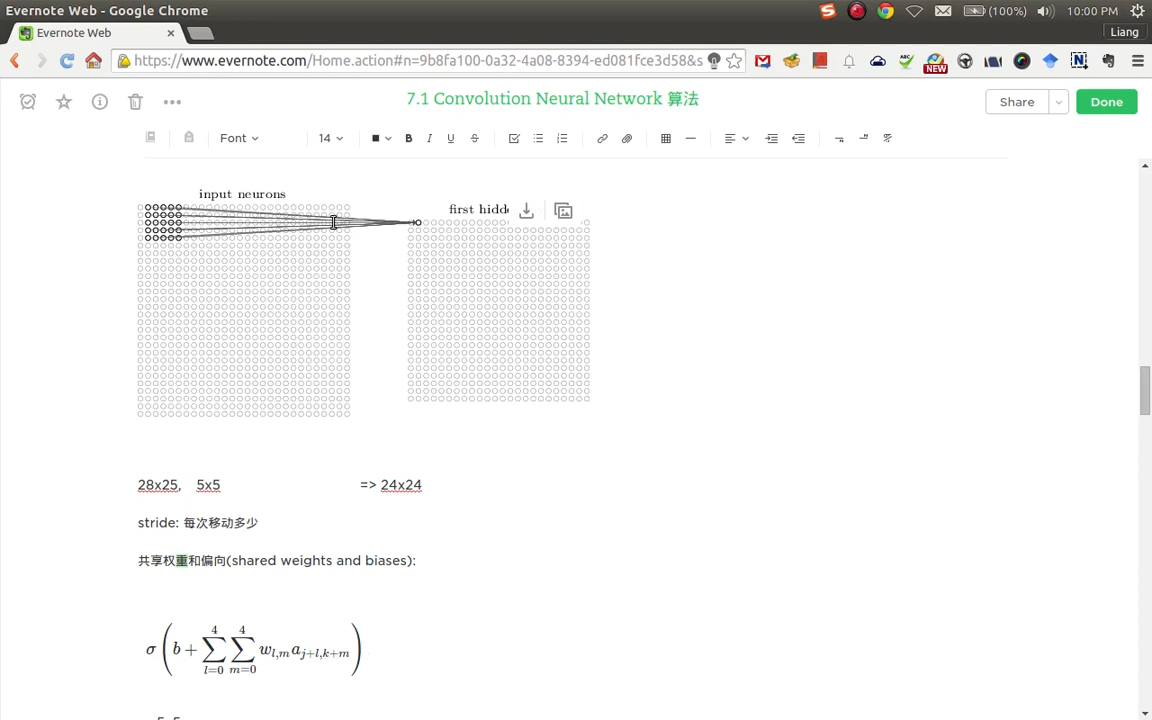 Evernote Web - Google Chrome
(100%)
10:00 PM
Evernote Web
Liang
https://www.evernote.com/Home.action#n=9b8fa100-0a32-4a08-8394-ed081fce3d58&s
NEW
7.1 Convolution Neural Network 算法
Share
Done
Font
14
B I U S
input neurons
first hidd
28x25, 5x5 => 24x24
stride: 每次移动多少
共享权重和偏向(shared weights and biases):
σ ( b + ∑_{l=0}^{4} ∑_{m=0}^{4} w_{l,m} a_{j+l,k+m} )